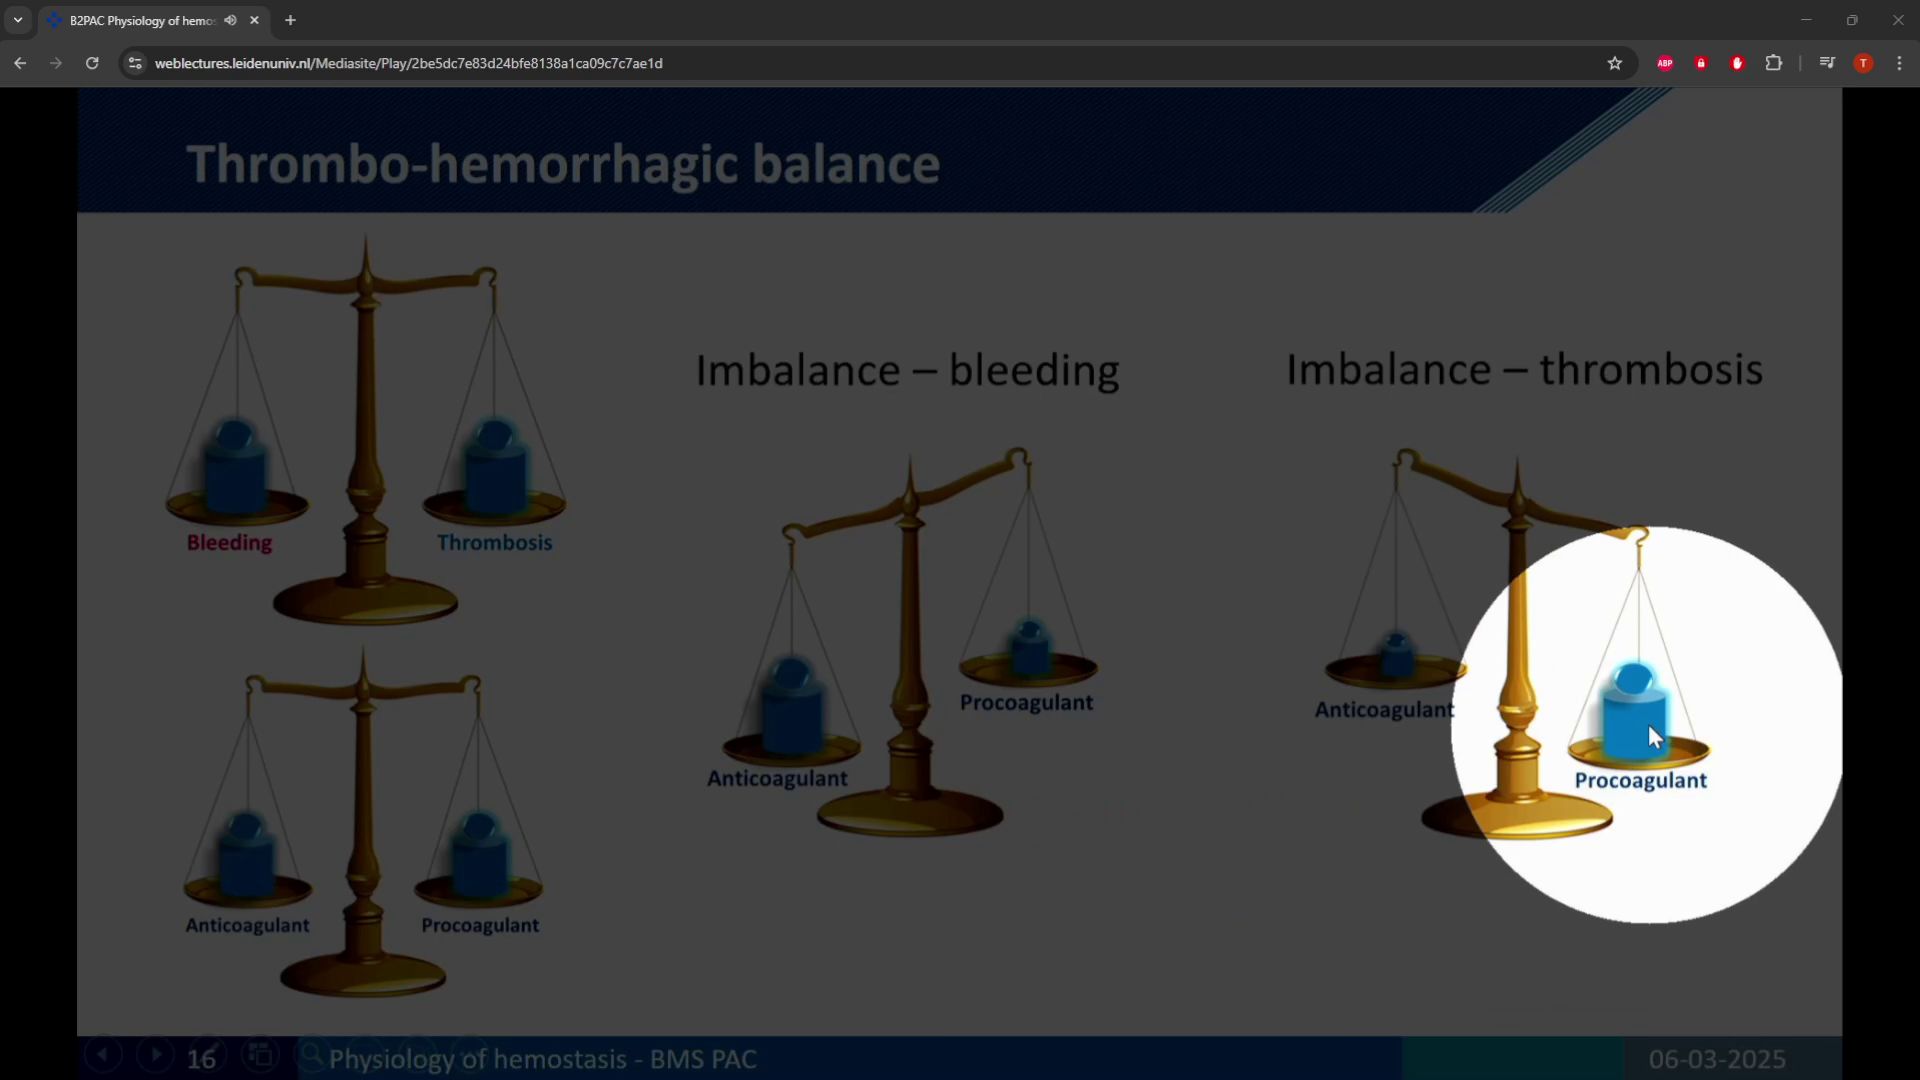 B2PAC Physiology of hemos
weblectures.leidenuniv.nl/Mediasite/Play/2be5dc7e83d24bfe8138a1ca09c7c7ae1d
ABP
T
Thrombo-hemorrhagic balance
Bleeding
Thrombosis
Anticoagulant
Procoagulant
Imbalance – bleeding
Anticoagulant
Procoagulant
Imbalance – thrombosis
Anticoagulant
Procoagulant
16
Physiology of hemostasis - BMS PAC
06-03-2025